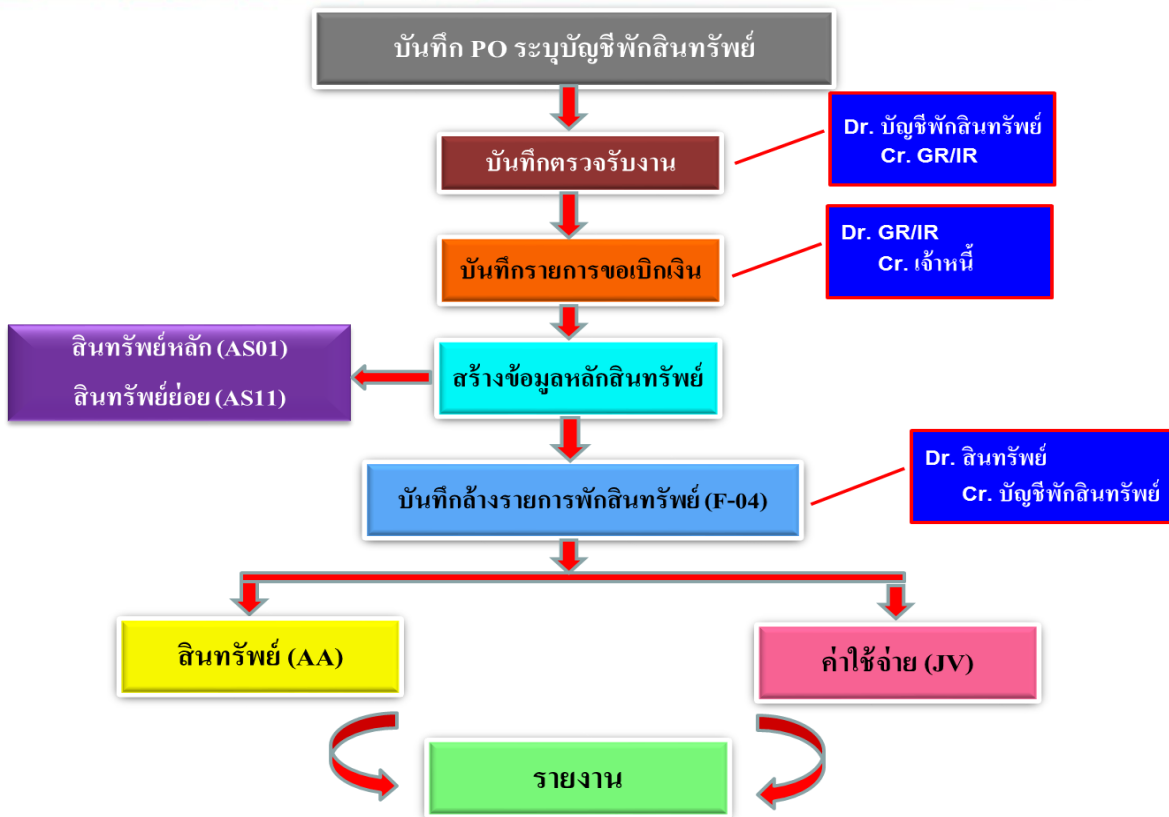 บันทึก PO ระบุบัญชีพักสินทรัพย์
บันทึกตรวจรับงาน
Dr. บัญชีพักสินทรัพย์
Cr. GR/IR
บันทึกรายการขอเบิกเงิน
Dr. GR/IR
Cr. เจ้าหนี้
สินทรัพย์หลัก (AS01)
สินทรัพย์ย่อย (AS11)
สร้างข้อมูลหลักสินทรัพย์
บันทึกล้างรายการพักสินทรัพย์ (F-04)
Dr. สินทรัพย์
Cr. บัญชีพักสินทรัพย์
สินทรัพย์ (AA)
ค่าใช้จ่าย (JV)
รายงาน